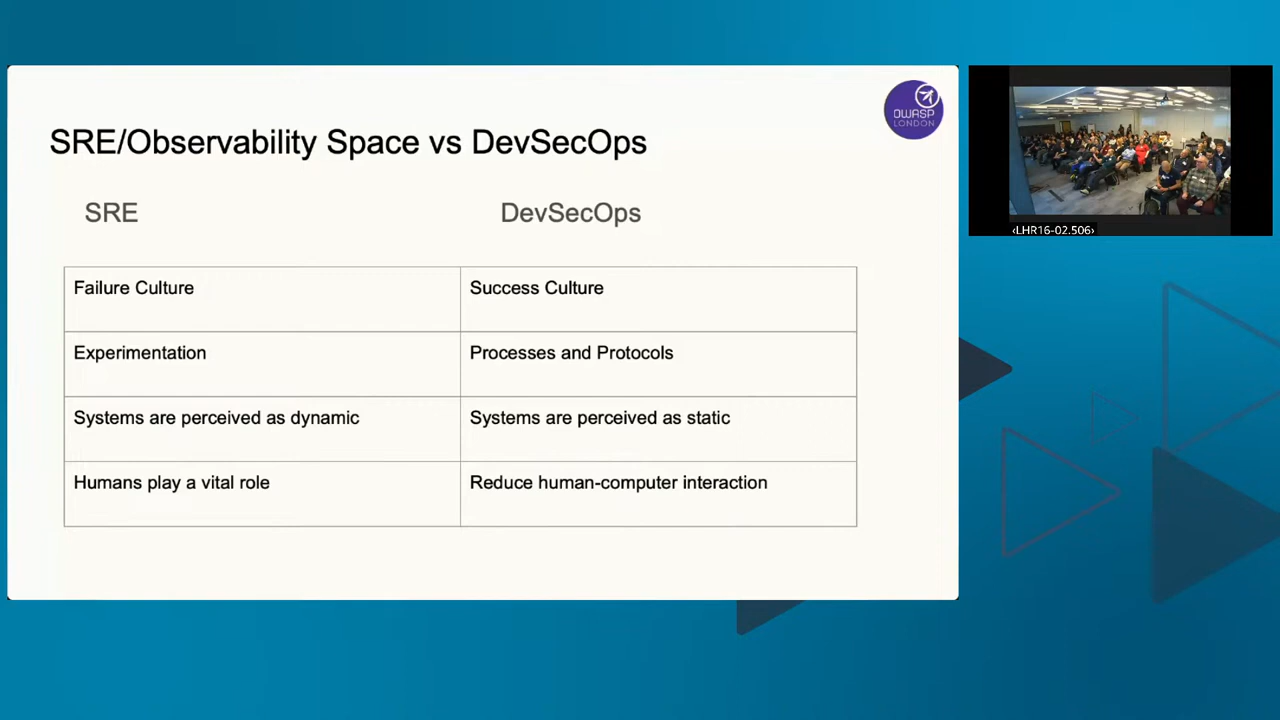 SRE/Observability Space vs DevSecOps
OWASP
LONDON
SRE
DevSecOps
Failure Culture
Success Culture
Experimentation
Processes and Protocols
Systems are perceived as dynamic
Systems are perceived as static
Humans play a vital role
Reduce human-computer interaction
‹LHR16-02.506›